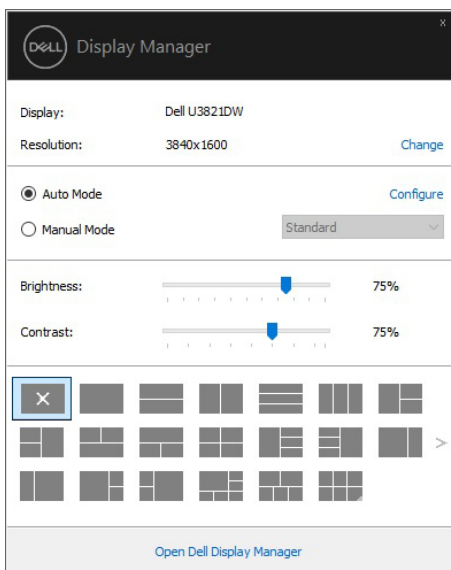 x
DELL Display Manager
Display: Dell U3821DW
Resolution: 3840x1600 Change
Auto Mode Configure
Manual Mode Standard
Brightness: 75%
Contrast: 75%
Open Dell Display Manager